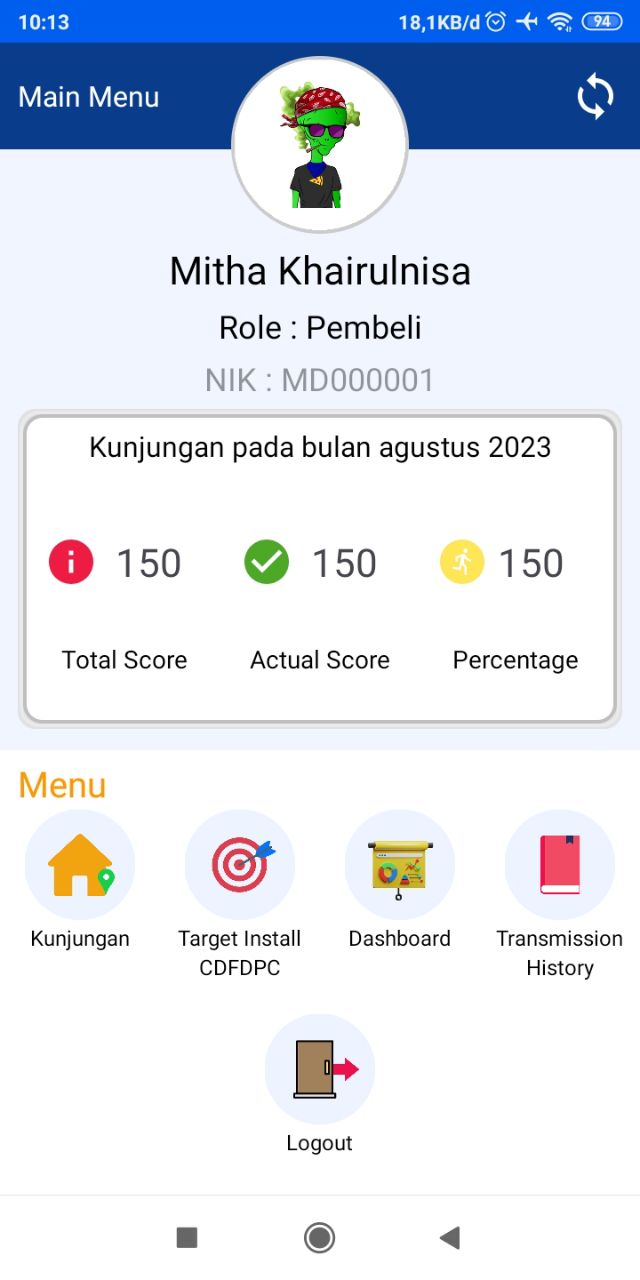 10:13
18,1KB/d
94
Main Menu
Mitha Khairulnisa
Role : Pembeli
NIK : MD000001
Kunjungan pada bulan agustus 2023
150
150
150
Total Score
Actual Score
Percentage
Menu
Kunjungan
Target Install
CDFDPC
Dashboard
Transmission
History
Logout